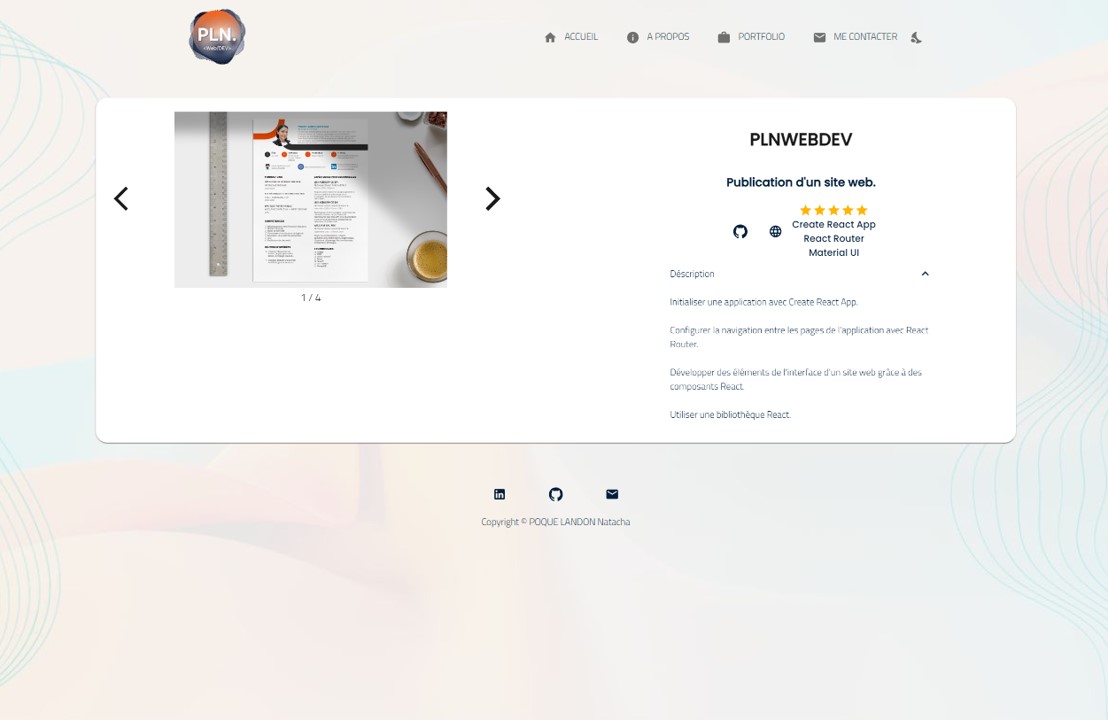 PLN.
<Web/DEV>
ACCUEIL
A PROPOS
PORTFOLIO
ME CONTACTER
1 / 4
PLNWEBDEV
Publication d'un site web.
Create React App
React Router
Material UI
Déscription
Initialiser une application avec Create React App.
Configurer la navigation entre les pages de l'application avec React
Router.
Développer des éléments de l'interface d'un site web grâce à des
composants React.
Utiliser une bibliothèque React.
Copyright © POQUE LANDON Natacha